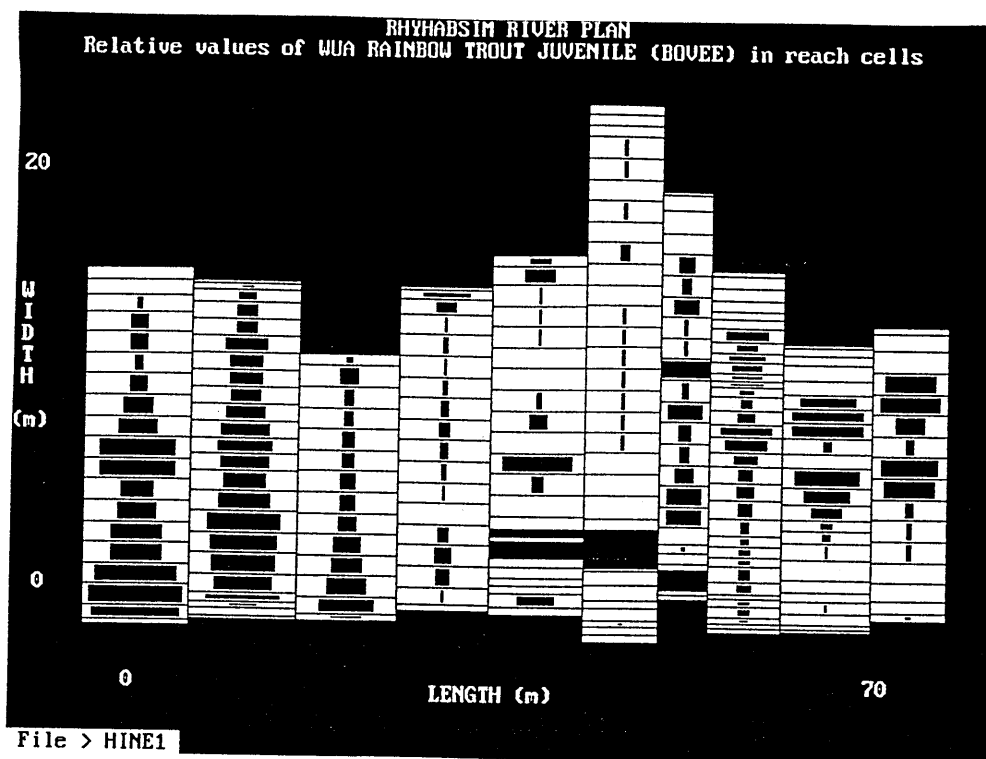 RHYHABSIM RIVER PLAN
Relative values of WUA RAINBOW TROUT JUVENILE (BOVEE) in reach cells
20
WIDTH
(m)
0
0
LENGTH (m)
70
File > HINE1